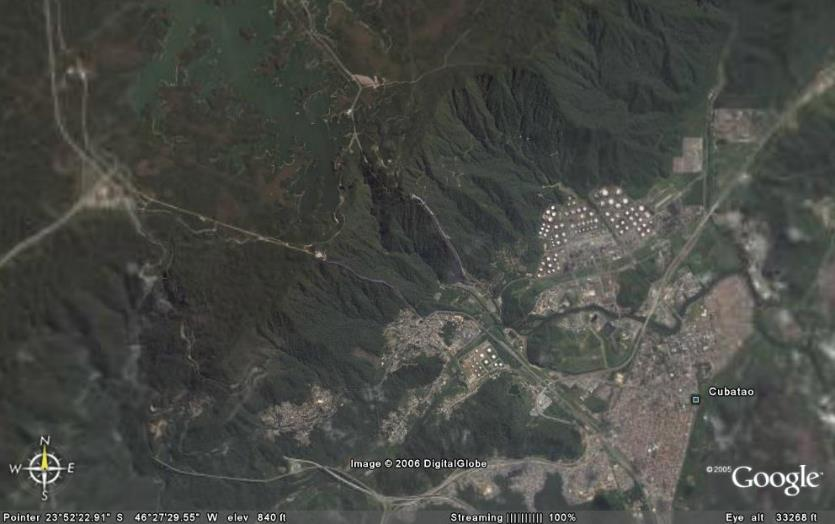 Cubatao
N
W E
S
Image © 2006 DigitalGlobe
© 2005 Google™
Pointer 23°52'22.91" S 46°27'29.55" W elev 840 ft Streaming |||||||||| 100% Eye alt 33268 ft